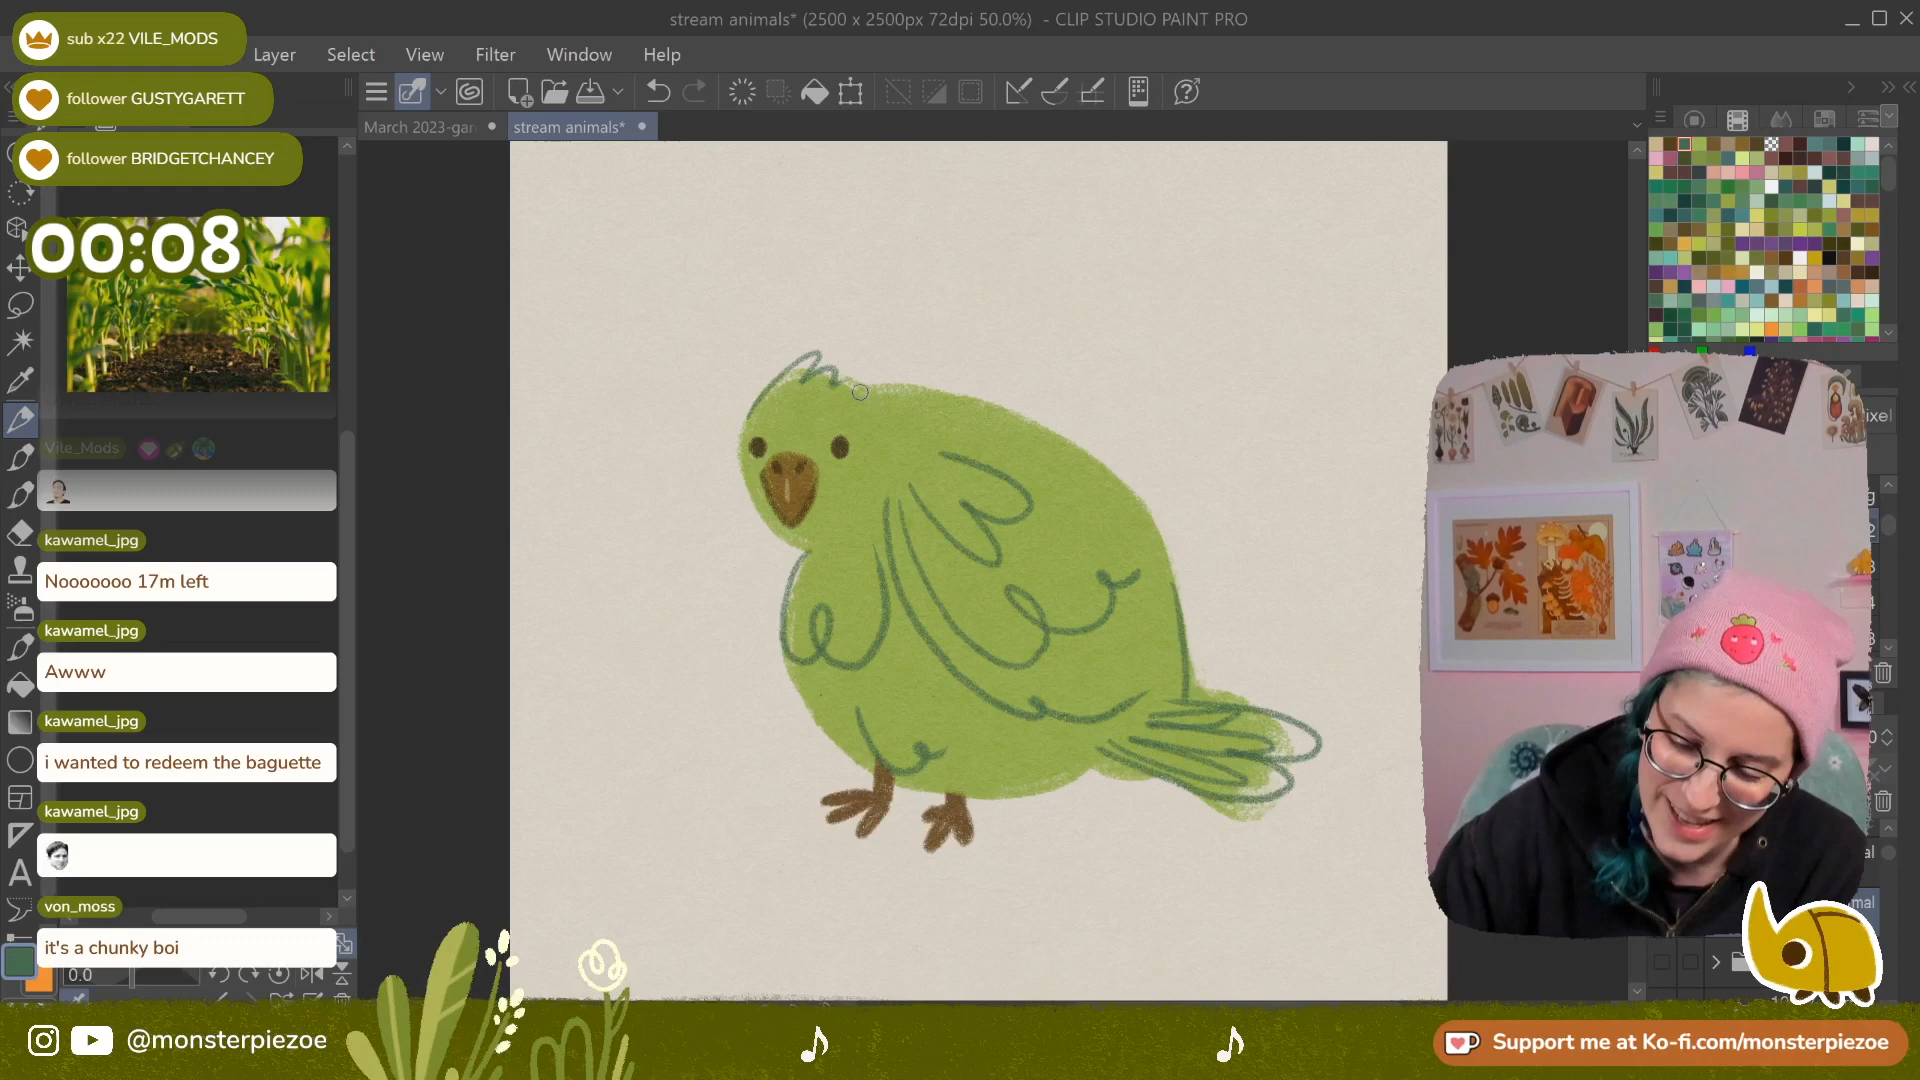 stream animals* (2500 x 2500px 72dpi 50.0%) - CLIP STUDIO PAINT PRO
sub x22 VILE_MODS
Layer Select View Filter Window Help
follower GUSTYGARETT
March 2023-gar stream animals*
follower BRIDGETCHANCEY
00:08
Vile_Mods
kawamel_jpg
Nooooooo 17m left
kawamel_jpg
Awww
kawamel_jpg
i wanted to redeem the baguette
kawamel_jpg
von_moss
it's a chunky boi
0.0
@monsterpiezoe
Support me at Ko-fi.com/monsterpiezoe